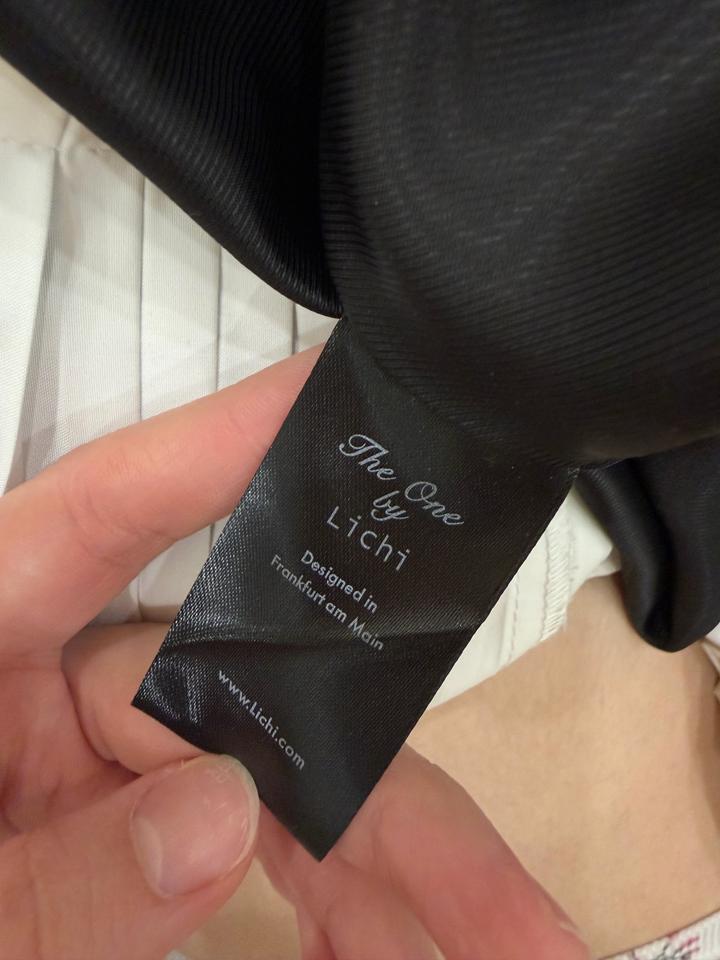 The One
by
Lichi
Designed in
Frankfurt am Main
www.Lichi.com